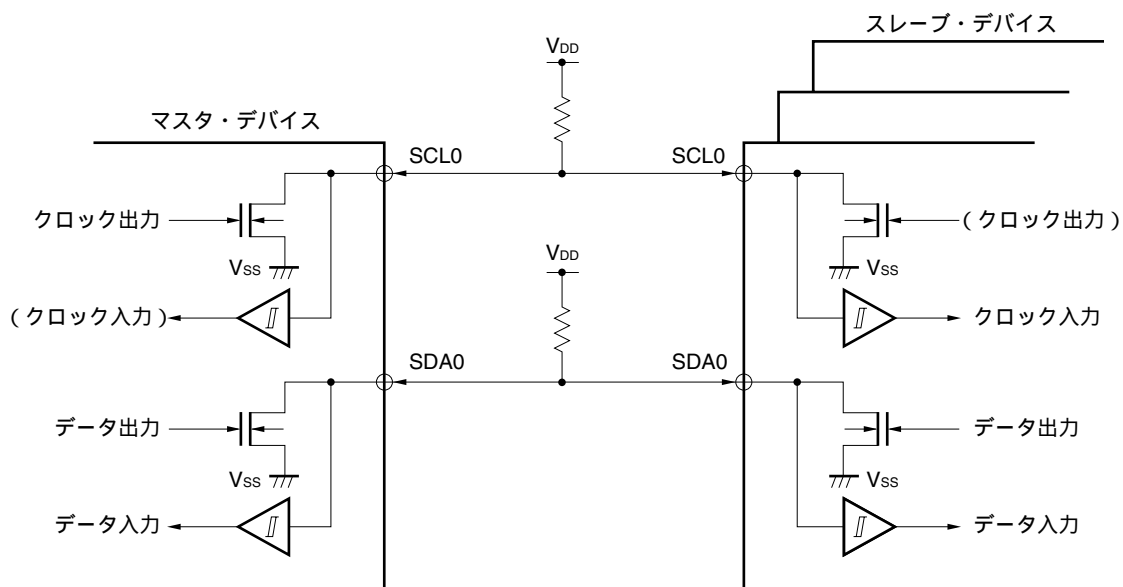 スレーブ・デバイス
VDD
マスタ・デバイス
SCL0
SCL0
クロック出力
(クロック出力)
VSS
VDD
VSS
(クロック入力)
クロック入力
SDA0
SDA0
データ出力
データ出力
VSS
VSS
データ入力
データ入力